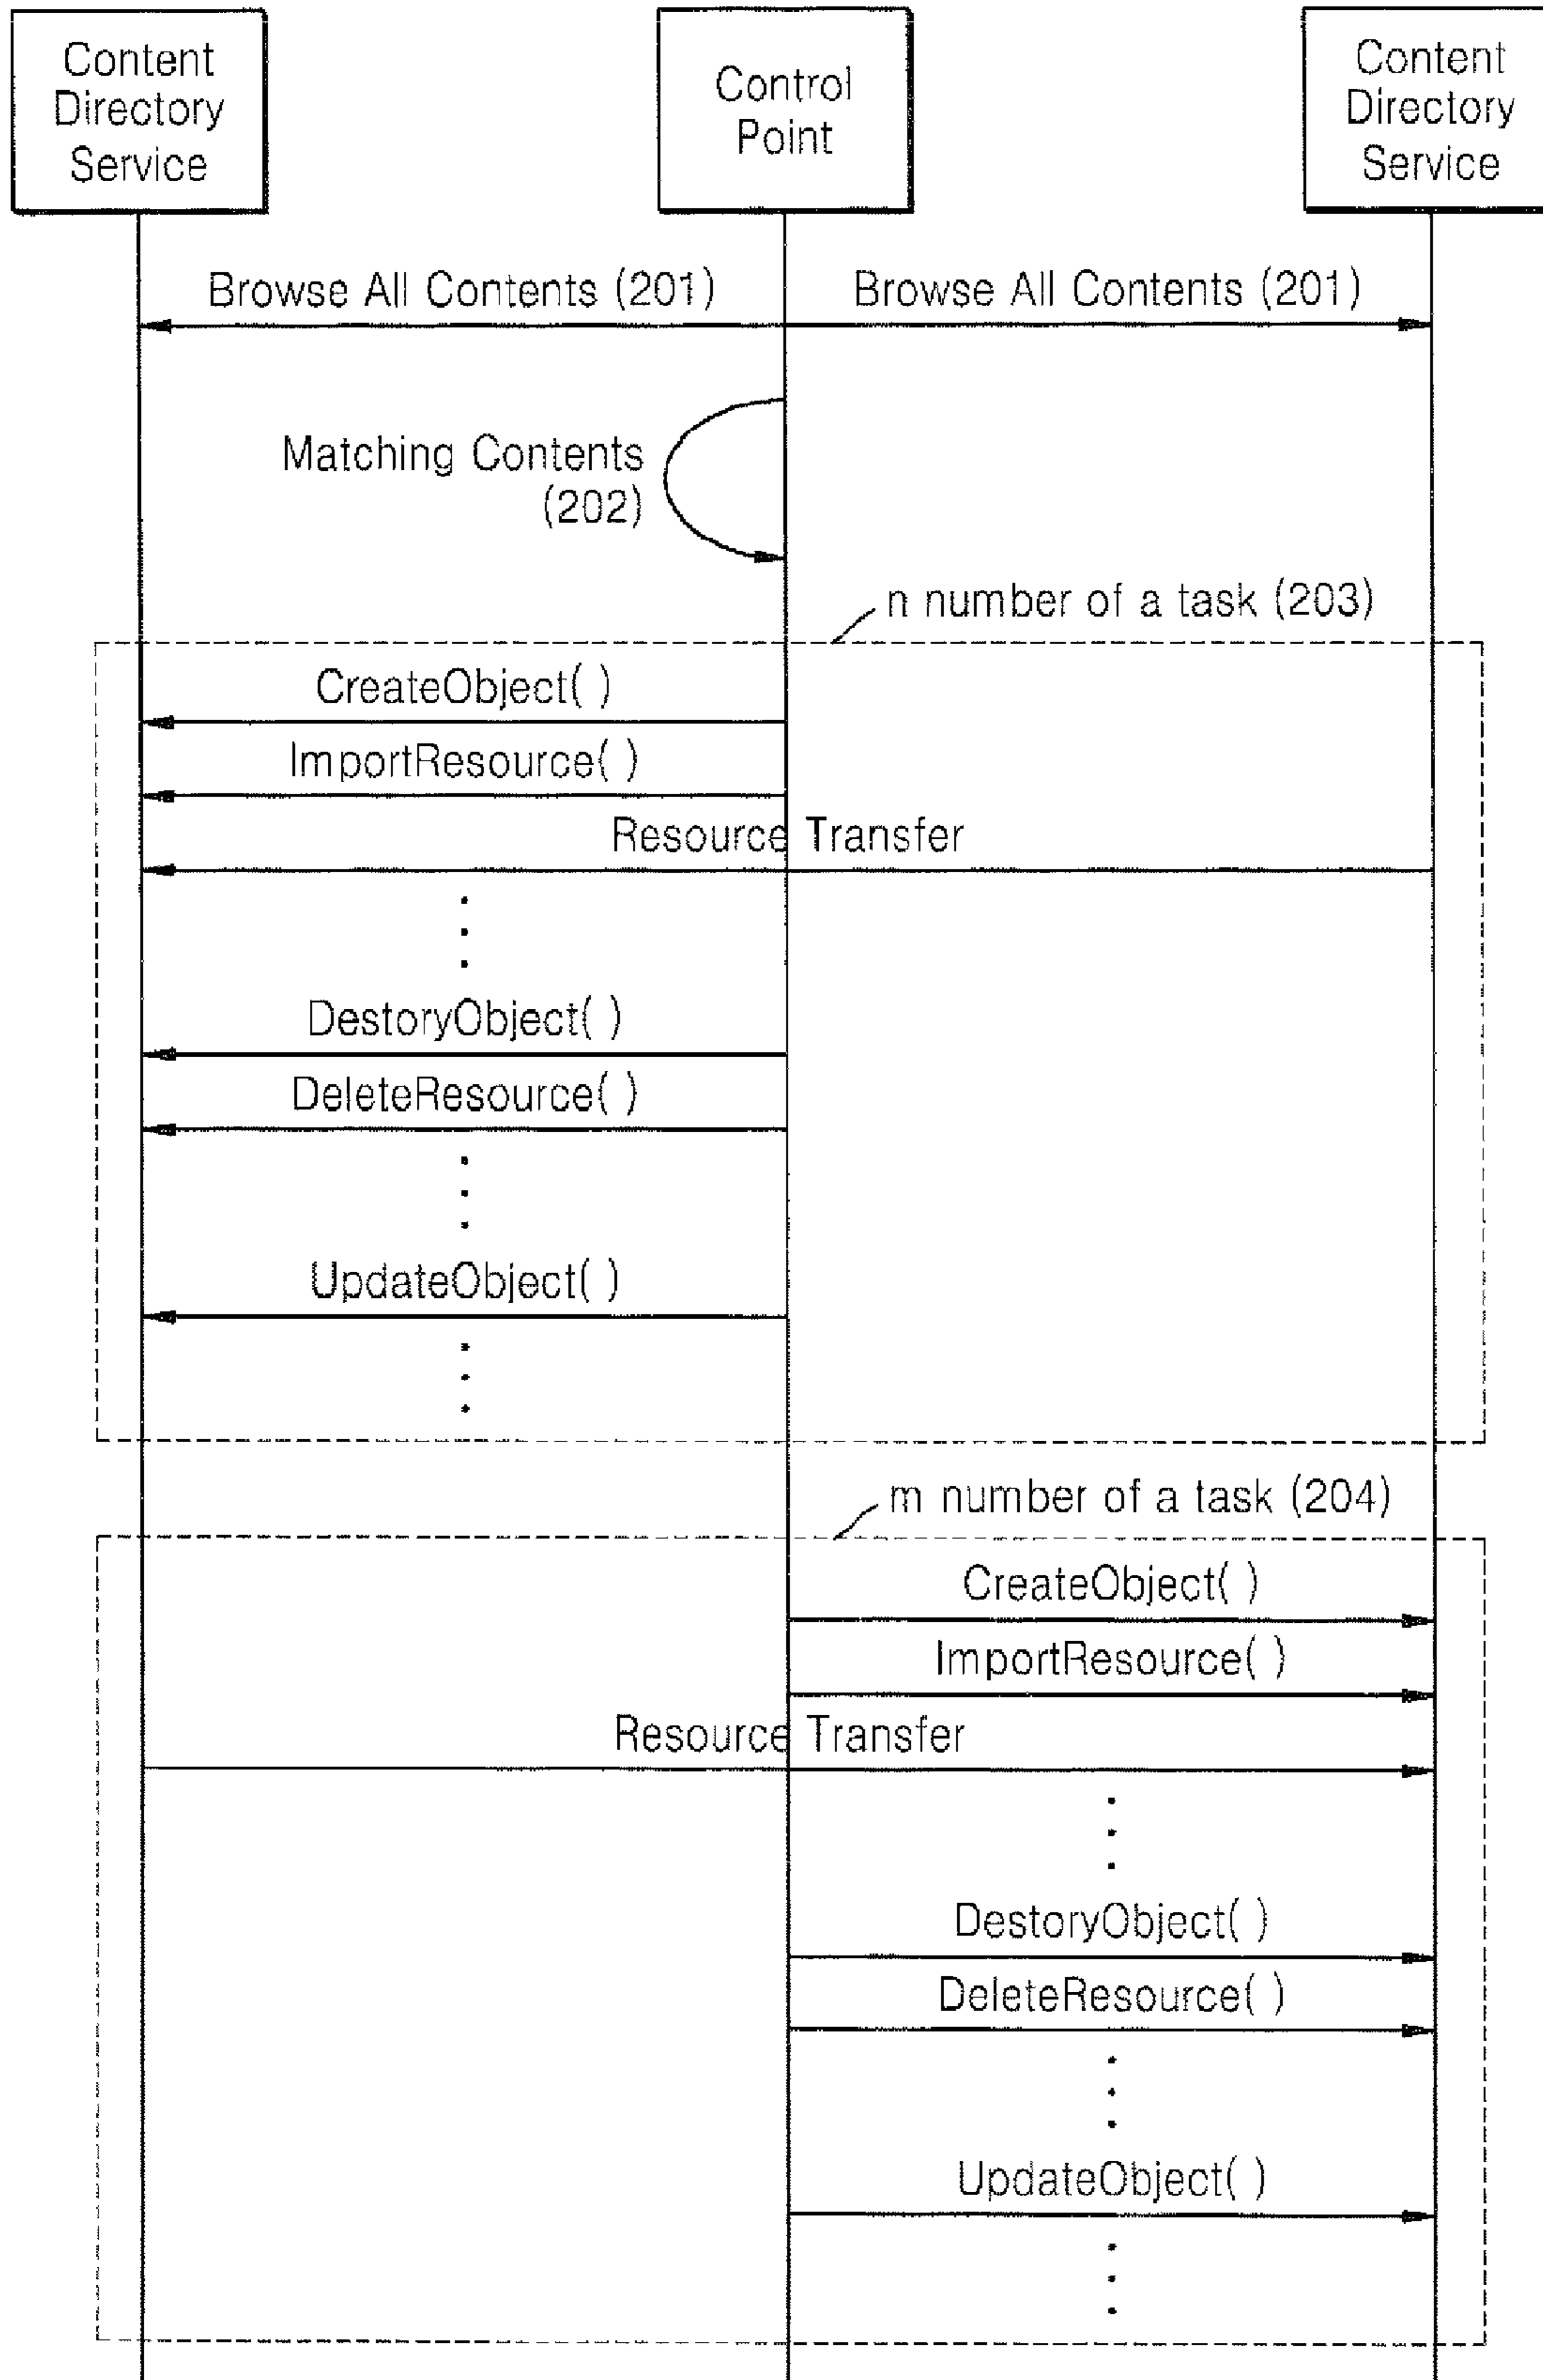 Content
Directory
Service
Control
Point
Content
Directory
Service
Browse All Contents (201)
Browse All Contents (201)
Matching Contents
(202)
n number of a task (203)
CreateObject( )
ImportResource( )
Resource Transfer
DestoryObject( )
DeleteResource( )
UpdateObject( )
m number of a task (204)
CreateObject( )
ImportResource( )
Resource Transfer
DestoryObject( )
DeleteResource( )
UpdateObject( )